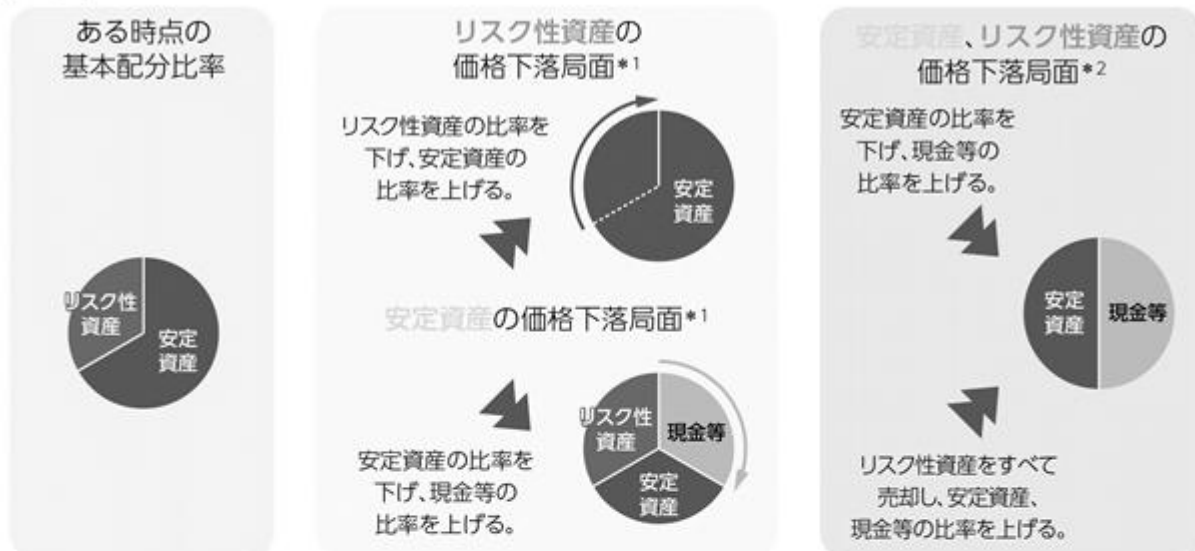 ある時点の
基本配分比率
リスク性
資産
安定
資産
リスク性資産の
価格下落局面*1
リスク性資産の比率を
下げ、安定資産の
比率を上げる。
安定
資産
安定資産の価格下落局面*1
安定資産の比率を
下げ、現金等の
比率を上げる。
リスク性
資産
現金等
安定
資産
安定資産、リスク性資産の
価格下落局面*2
安定資産の比率を
下げ、現金等の
比率を上げる。
安定
資産
現金等
リスク性資産をすべて
売却し、安定資産、
現金等の比率を上げる。